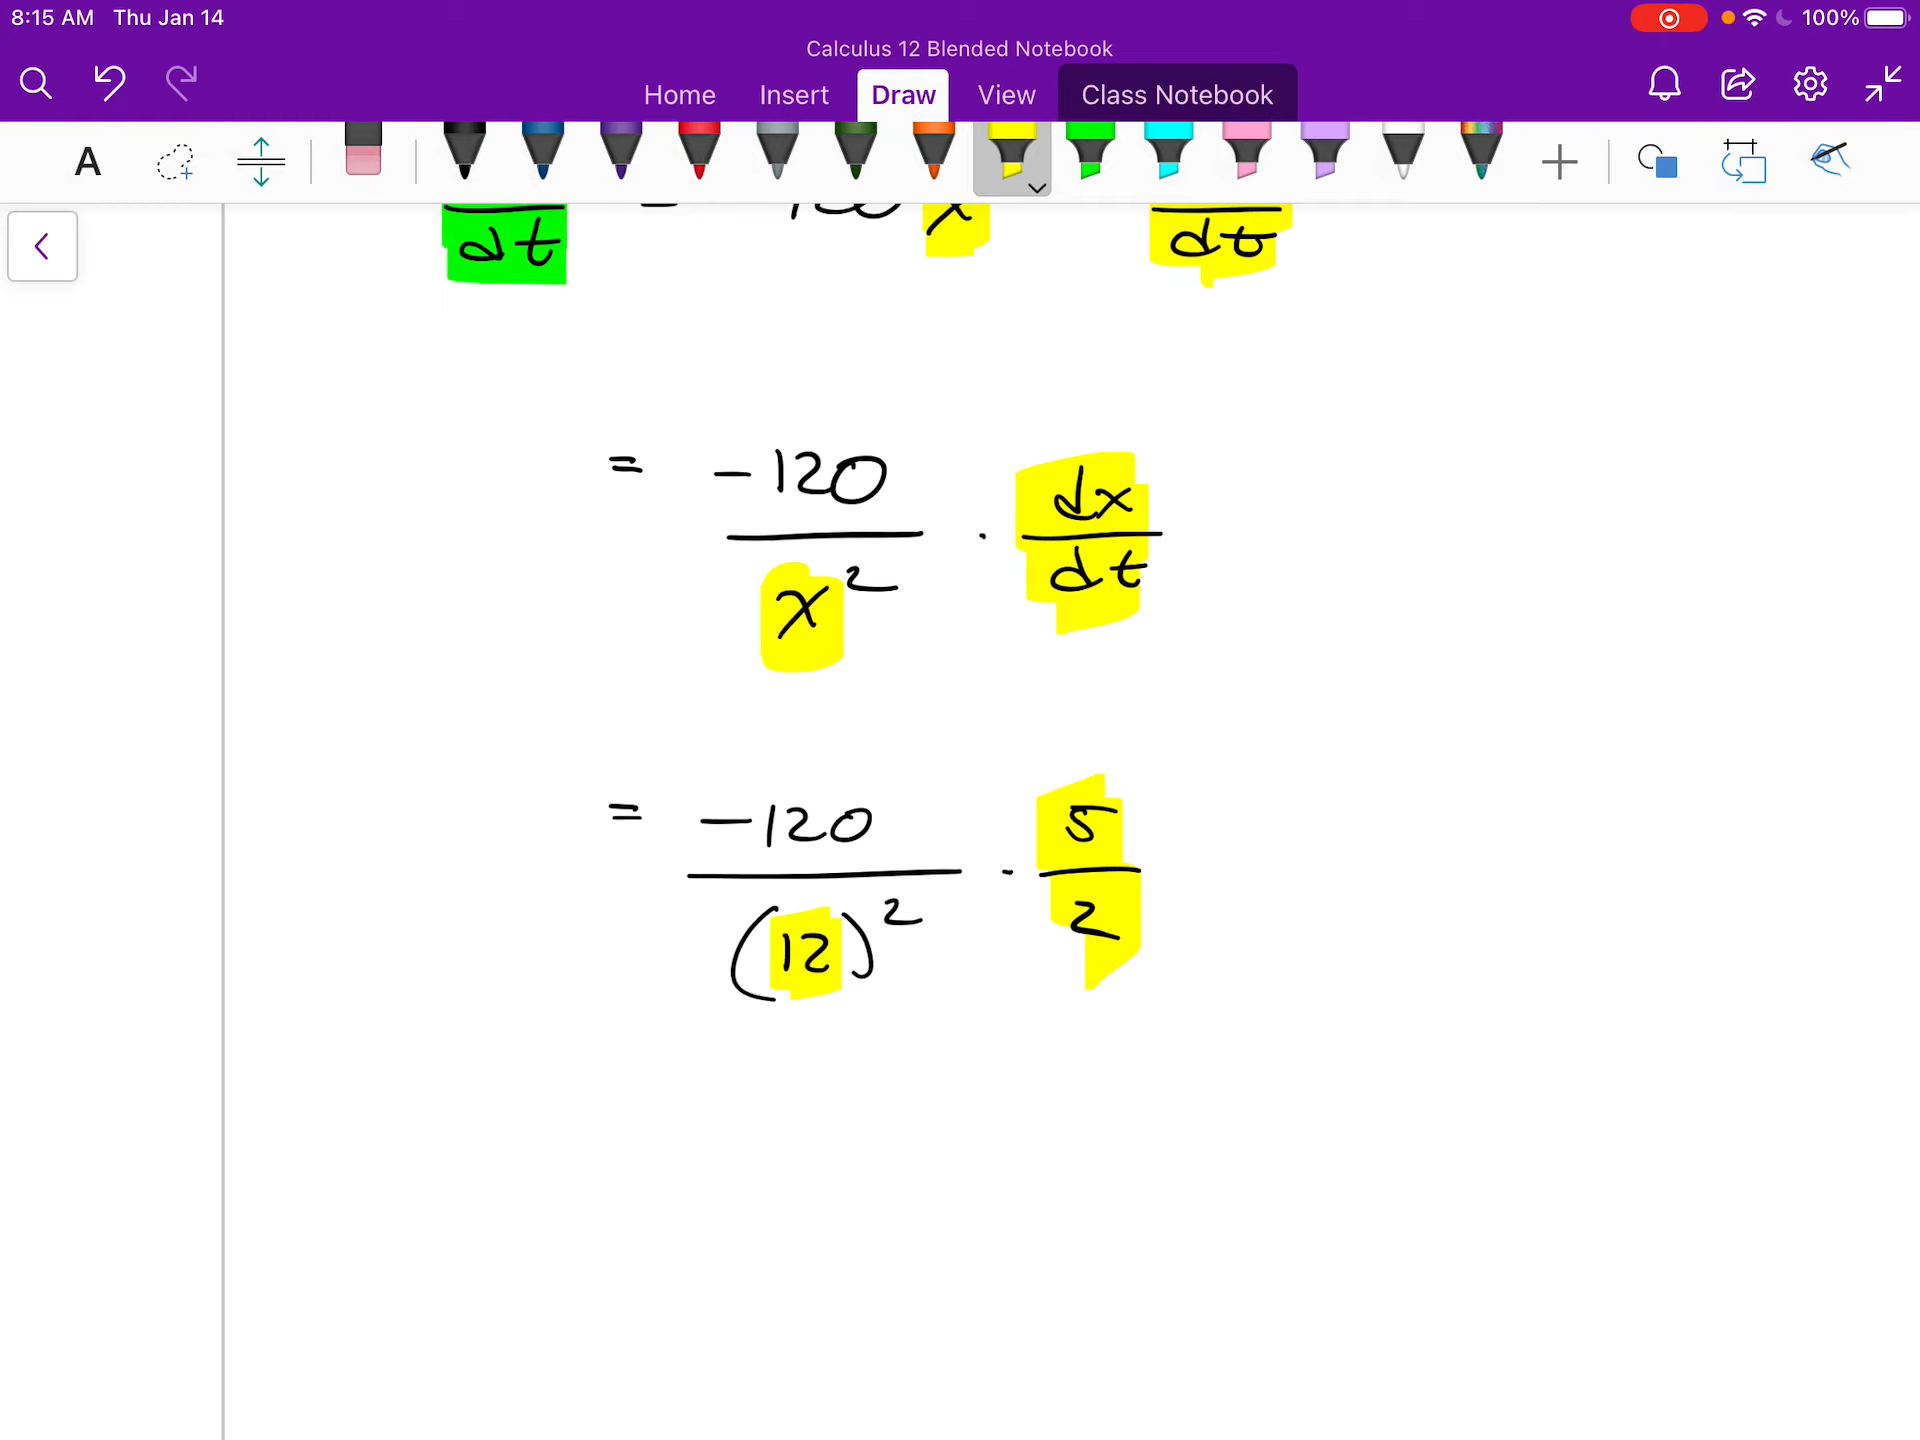 8:15 AM Thu Jan 14 100%
Calculus 12 Blended Notebook
Home Insert Draw View Class Notebook
A
dt = x dt
= -120 / x² · dx / dt
= -120 / (12)² · 5 / 2